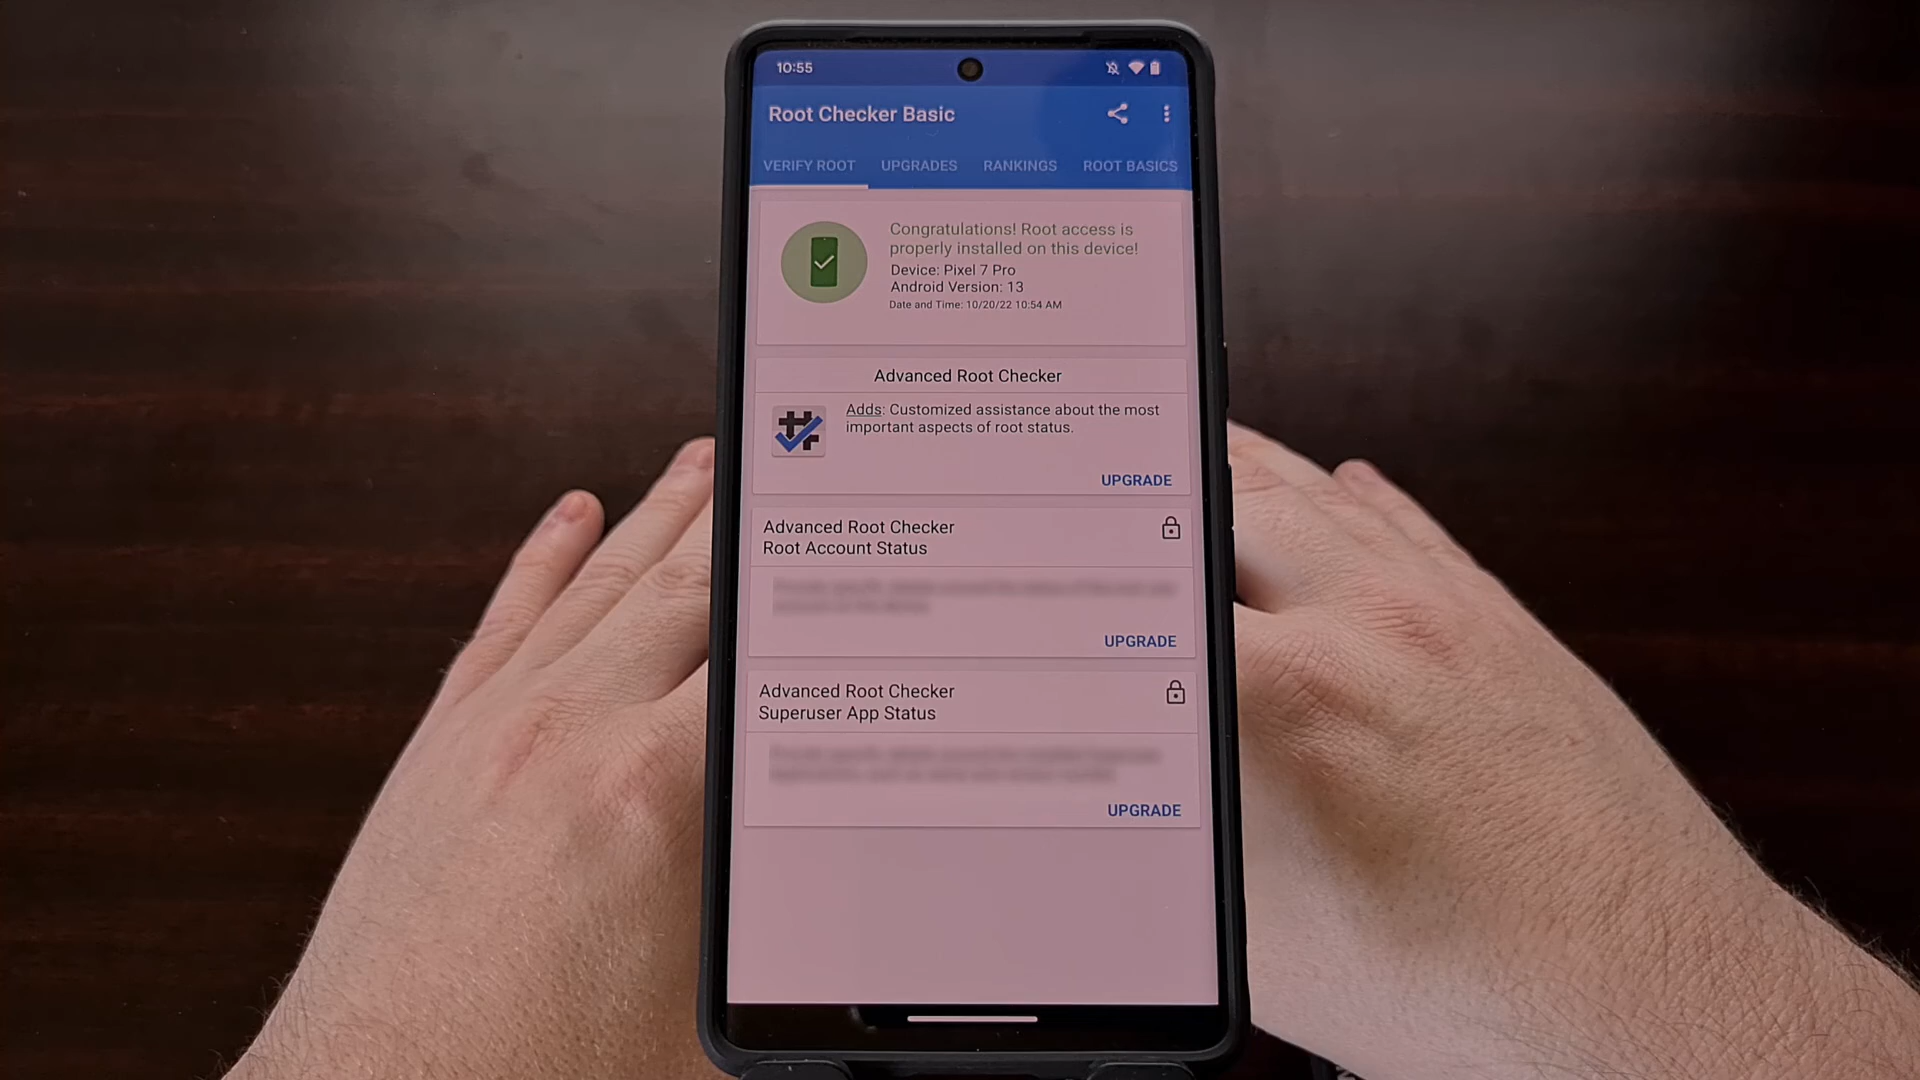 10:55
Root Checker Basic
VERIFY ROOT UPGRADES RANKINGS ROOT BASICS
Congratulations! Root access is
properly installed on this device!
Device: Pixel 7 Pro
Android Version: 13
Date and Time: 10/20/22 10:54 AM
Advanced Root Checker
Adds: Customized assistance about the most
important aspects of root status.
UPGRADE
Advanced Root Checker
Root Account Status
UPGRADE
Advanced Root Checker
Superuser App Status
UPGRADE